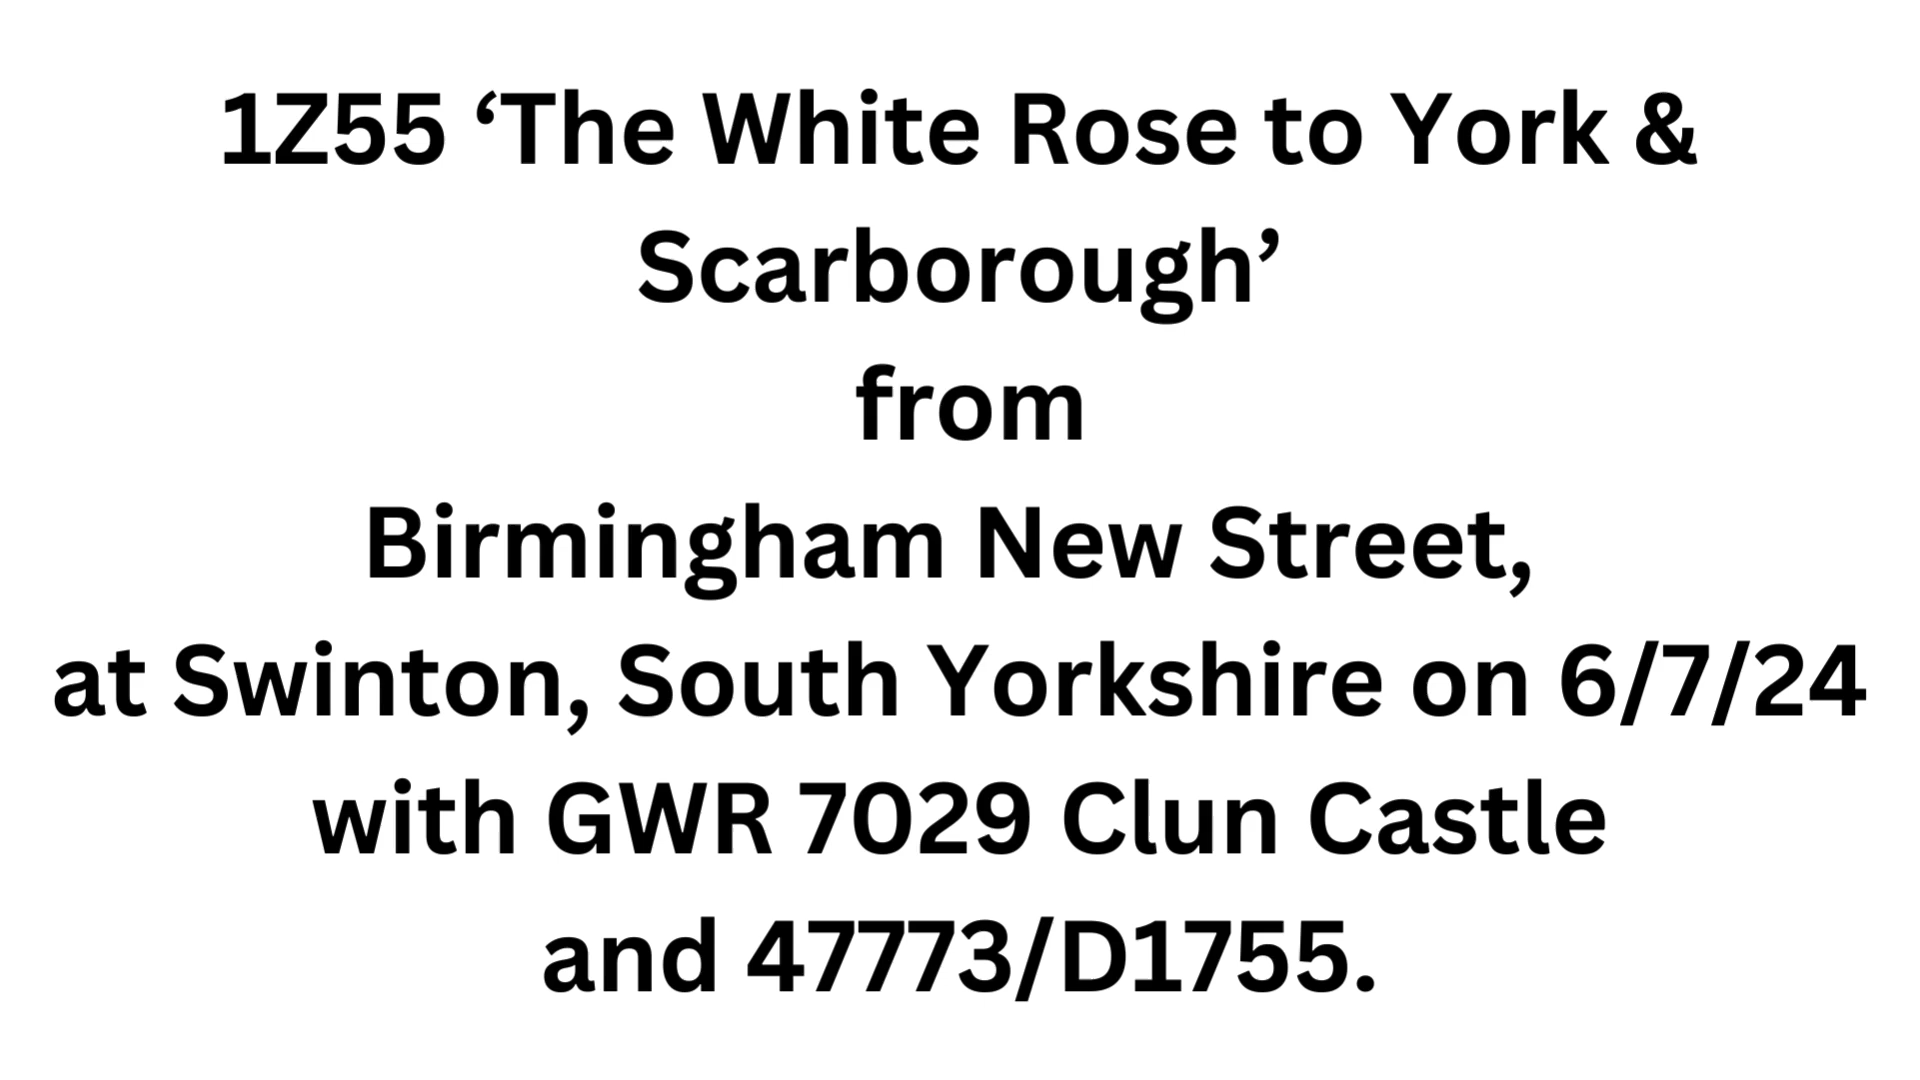 1Z55 ‘The White Rose to York &
Scarborough’
from
Birmingham New Street,
at Swinton, South Yorkshire on 6/7/24
with GWR 7029 Clun Castle
and 47773/D1755.